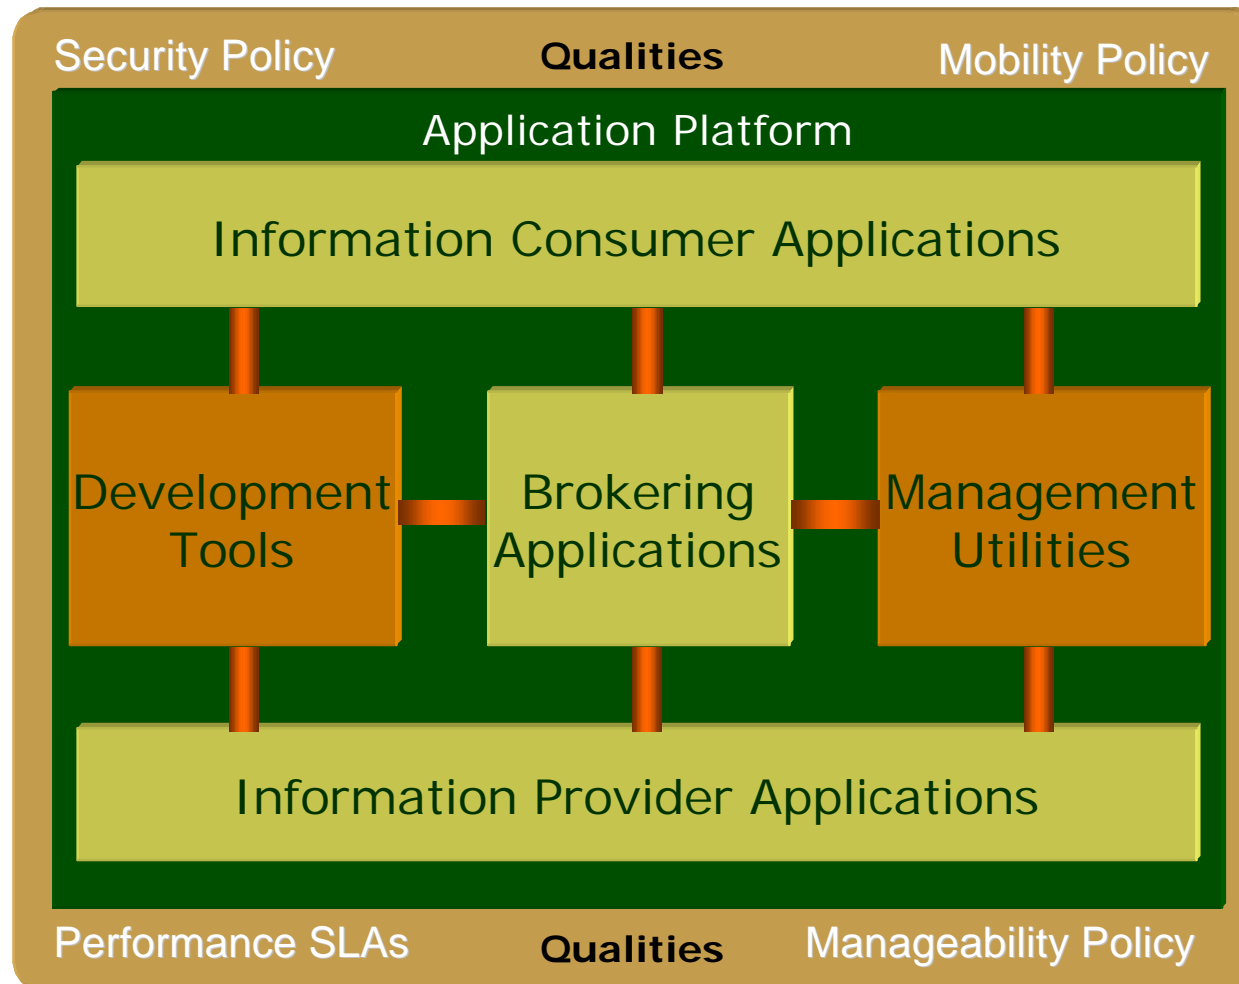 Security Policy
Qualities
Mobility Policy
Application Platform
Information Consumer Applications
Development
Tools
Brokering
Applications
Management
Utilities
Information Provider Applications
Performance SLAs
Qualities
Manageability Policy